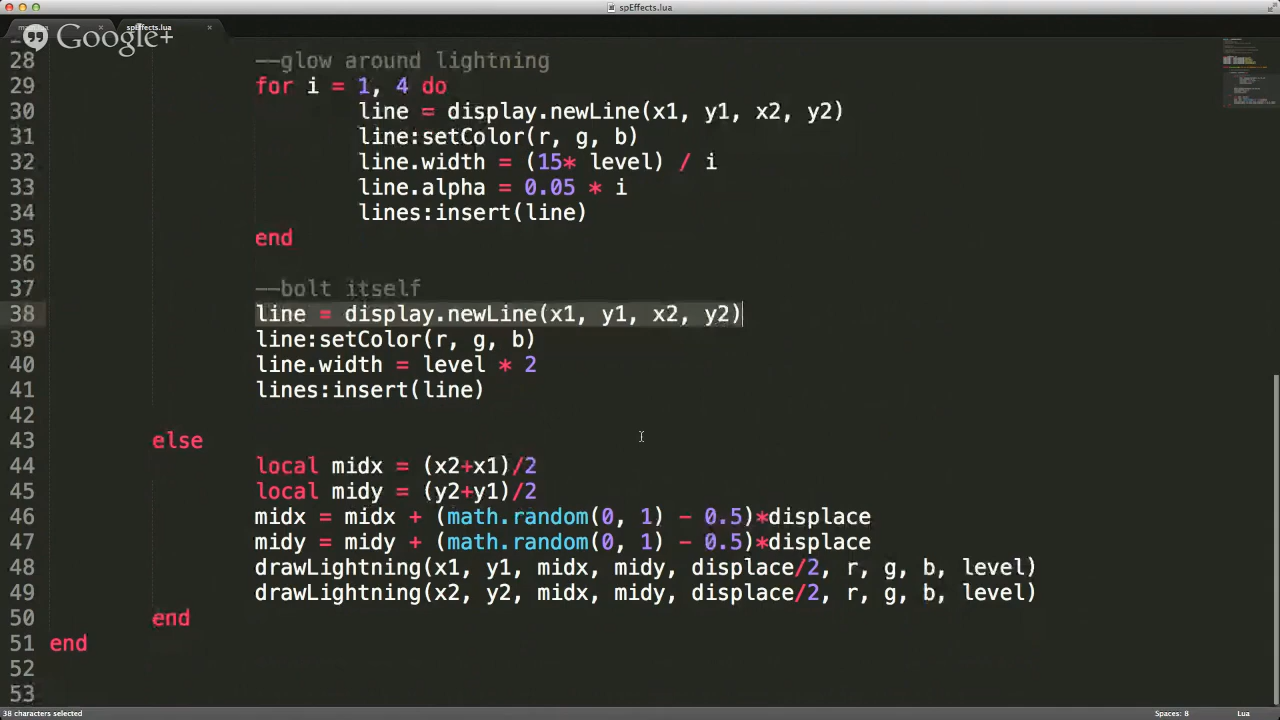 spEffects.lua
spEffects.lua
Google+
28 --glow around lightning
29 for i = 1, 4 do
30 line = display.newLine(x1, y1, x2, y2)
31 line:setColor(r, g, b)
32 line.width = (15* level) / i
33 line.alpha = 0.05 * i
34 lines:insert(line)
35 end
36
37 --bolt itself
38 line = display.newLine(x1, y1, x2, y2)
39 line:setColor(r, g, b)
40 line.width = level * 2
41 lines:insert(line)
42
43 else
44 local midx = (x2+x1)/2
45 local midy = (y2+y1)/2
46 midx = midx + (math.random(0, 1) - 0.5)*displace
47 midy = midy + (math.random(0, 1) - 0.5)*displace
48 drawLightning(x1, y1, midx, midy, displace/2, r, g, b, level)
49 drawLightning(x2, y2, midx, midy, displace/2, r, g, b, level)
50 end
51 end
52
53
38 characters selected
Spaces: 8
Lua